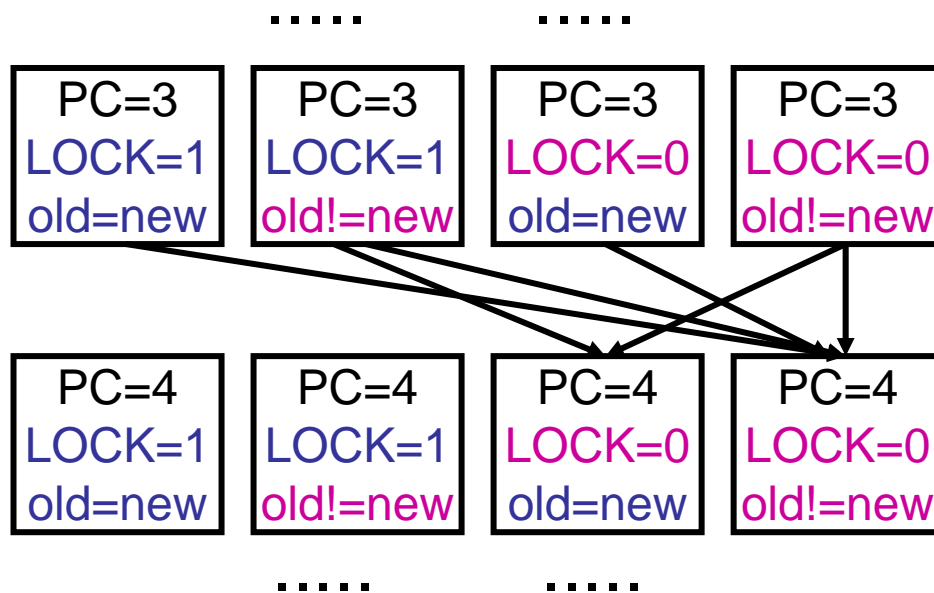 ..... .....
PC=3 PC=3 PC=3 PC=3
LOCK=1 LOCK=1 LOCK=0 LOCK=0
old=new old!=new old=new old!=new
PC=4 PC=4 PC=4 PC=4
LOCK=1 LOCK=1 LOCK=0 LOCK=0
old=new old!=new old=new old!=new
..... .....